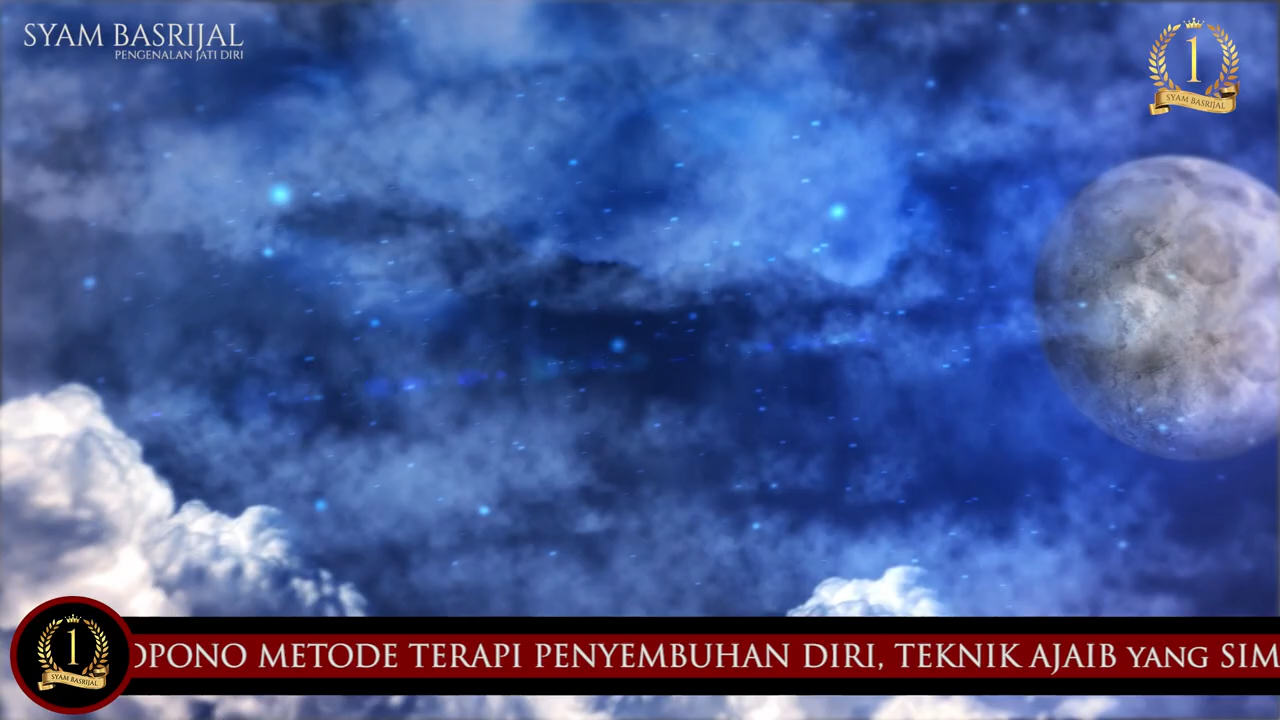 SYAM BASRIJAL
PENGENALAN JATI DIRI
1
SYAM BASRIJAL
1
SYAM BASRIJAL
OPONO METODE TERAPI PENYEMBUHAN DIRI, TEKNIK AJAIB YANG SIM